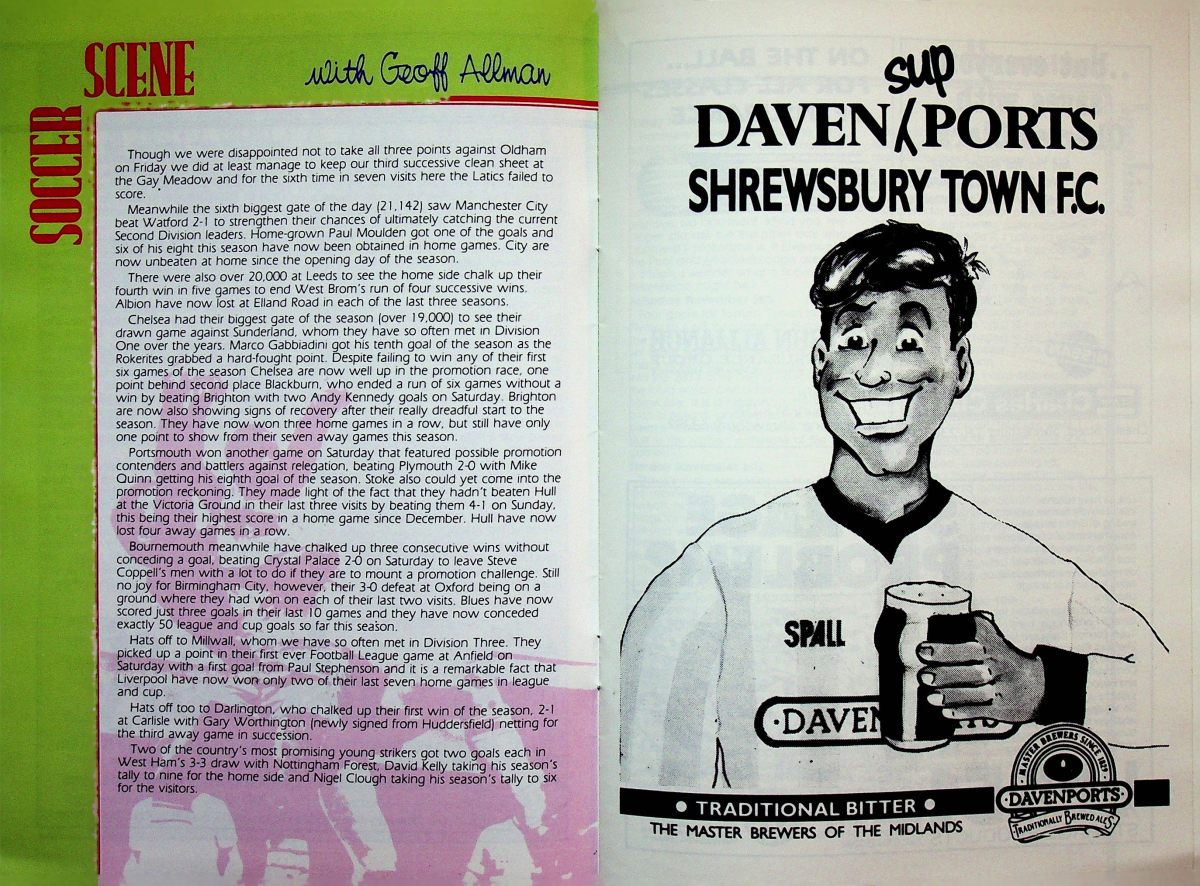 SOCCER
SCENE
with Geoff Allman
Though we were disappointed not to take all three points against Oldham
on Friday we did at least manage to keep our third successive clean sheet at
the Gay Meadow and for the sixth time in seven visits here the Latics failed to
score.
Meanwhile the sixth biggest gate of the day (21,142) saw Manchester City
beat Watford 2-1 to strengthen their chances of ultimately catching the current
Second Division leaders. Home-grown Paul Moulden got one of the goals and
six of his eight this season have now been obtained in home games. City are
now unbeaten at home since the opening day of the season.
There were also over 20,000 at Leeds to see the home side chalk up their
fourth win in five games to end West Brom's run of four successive wins.
Albion have now lost at Elland Road in each of the last three seasons.
Chelsea had their biggest gate of the season (over 19,000) to see their
drawn game against Sunderland, whom they have so often met in Division
One over the years. Marco Gabbiadini got his tenth goal of the season as the
Rokerites grabbed a hard-fought point. Despite failing to win any of their first
six games of the season Chelsea are now well up in the promotion race, one
point behind second place Blackburn, who ended a run of six games without a
win by beating Brighton with two Andy Kennedy goals on Saturday. Brighton
are now also showing signs of recovery after their really dreadful start to the
season. They have now won three home games in a row, but still have only
one point to show from their seven away games this season.
Portsmouth won another game on Saturday that featured possible promotion
contenders and battlers against relegation, beating Plymouth 2-0 with Mike
Quinn getting his eighth goal of the season. Stoke also could yet come into the
promotion reckoning. They made light of the fact that they hadn't beaten Hull
at the Victoria Ground in their last three visits by beating them 4-1 on Sunday,
this being their highest score in a home game since December. Hull have now
lost four away games in a row.
Bournemouth meanwhile have chalked up three consecutive wins without
conceding a goal, beating Crystal Palace 2-0 on Saturday to leave Steve
Coppell's men with a lot to do if they are to mount a promotion challenge. Still
no joy for Birmingham City, however, their 3-0 defeat at Oxford being on a
ground where they had won on each of their last two visits. Blues have now
scored just three goals in their last 10 games and they have now conceded
exactly 50 league and cup goals so far this season.
Hats off to Millwall, whom we have so often met in Division Three. They
picked up a point in their first ever Football League game at Anfield on
Saturday with a first goal from Paul Stephenson and it is a remarkable fact that
Liverpool have now won only two of their last seven home games in league
and cup.
Hats off too to Darlington, who chalked up their first win of the season, 2-1
at Carlisle with Gary Worthington (newly signed from Huddersfield) netting for
the third away game in succession.
Two of the country's most promising young strikers got two goals each in
West Ham's 3-3 draw with Nottingham Forest, David Kelly taking his season's
tally to nine for the home side and Nigel Clough taking his season's tally to six
for the visitors.
sup
DAVEN PORTS
SHREWSBURY TOWN F.C.
SPALL
DAVENPORTS
MASTER BREWERS SINCE 1829
DAVENPORTS
TRADITIONALLY BREWED ALES
• TRADITIONAL BITTER •
THE MASTER BREWERS OF THE MIDLANDS